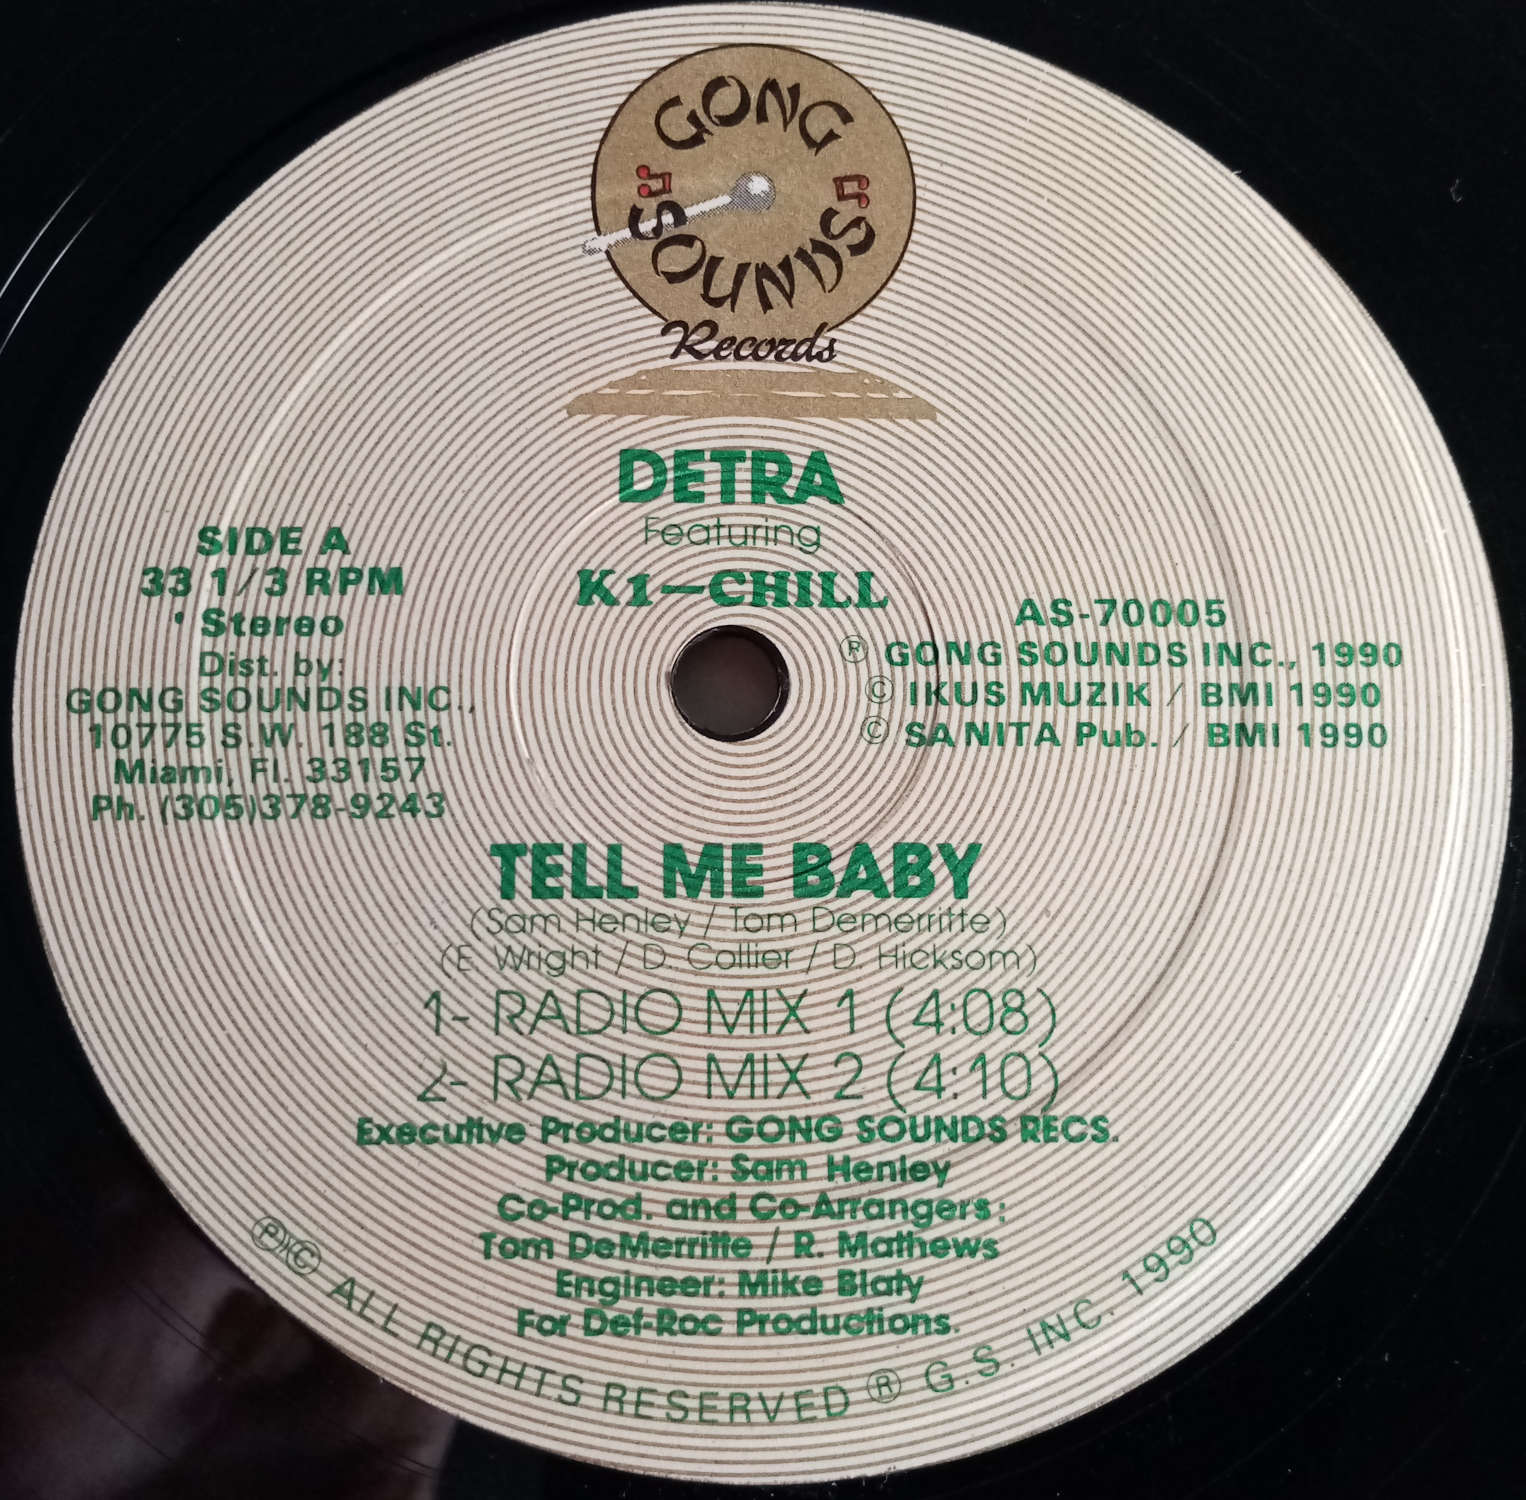 GONG
SOUNDS
Records
DETRA
Featuring
K1-CHILL
SIDE A
33 1/3 RPM
Stereo
Dist. by:
GONG SOUNDS INC.,
10775 S.W. 188 St.
Miami, Fl. 33157
Ph. (305)378-9243
AS-70005
Ⓡ GONG SOUNDS INC., 1990
© IKUS MUZIK / BMI 1990
© SANITA Pub. / BMI 1990
TELL ME BABY
(Sam Henley / Tom Demerritte)
(E. Wright / D. Collier / D. Hicksom)
1- RADIO MIX 1 (4:08)
2- RADIO MIX 2 (4:10)
Executive Producer: GONG SOUNDS RECS.
Producer: Sam Henley
Co-Prod. and Co-Arrangers:
Tom DeMerritte / R. Mathews
Engineer: Mike Blaty
For Def-Roc Productions.
ⓅX© ALL RIGHTS RESERVED Ⓡ G.S. INC. 1990